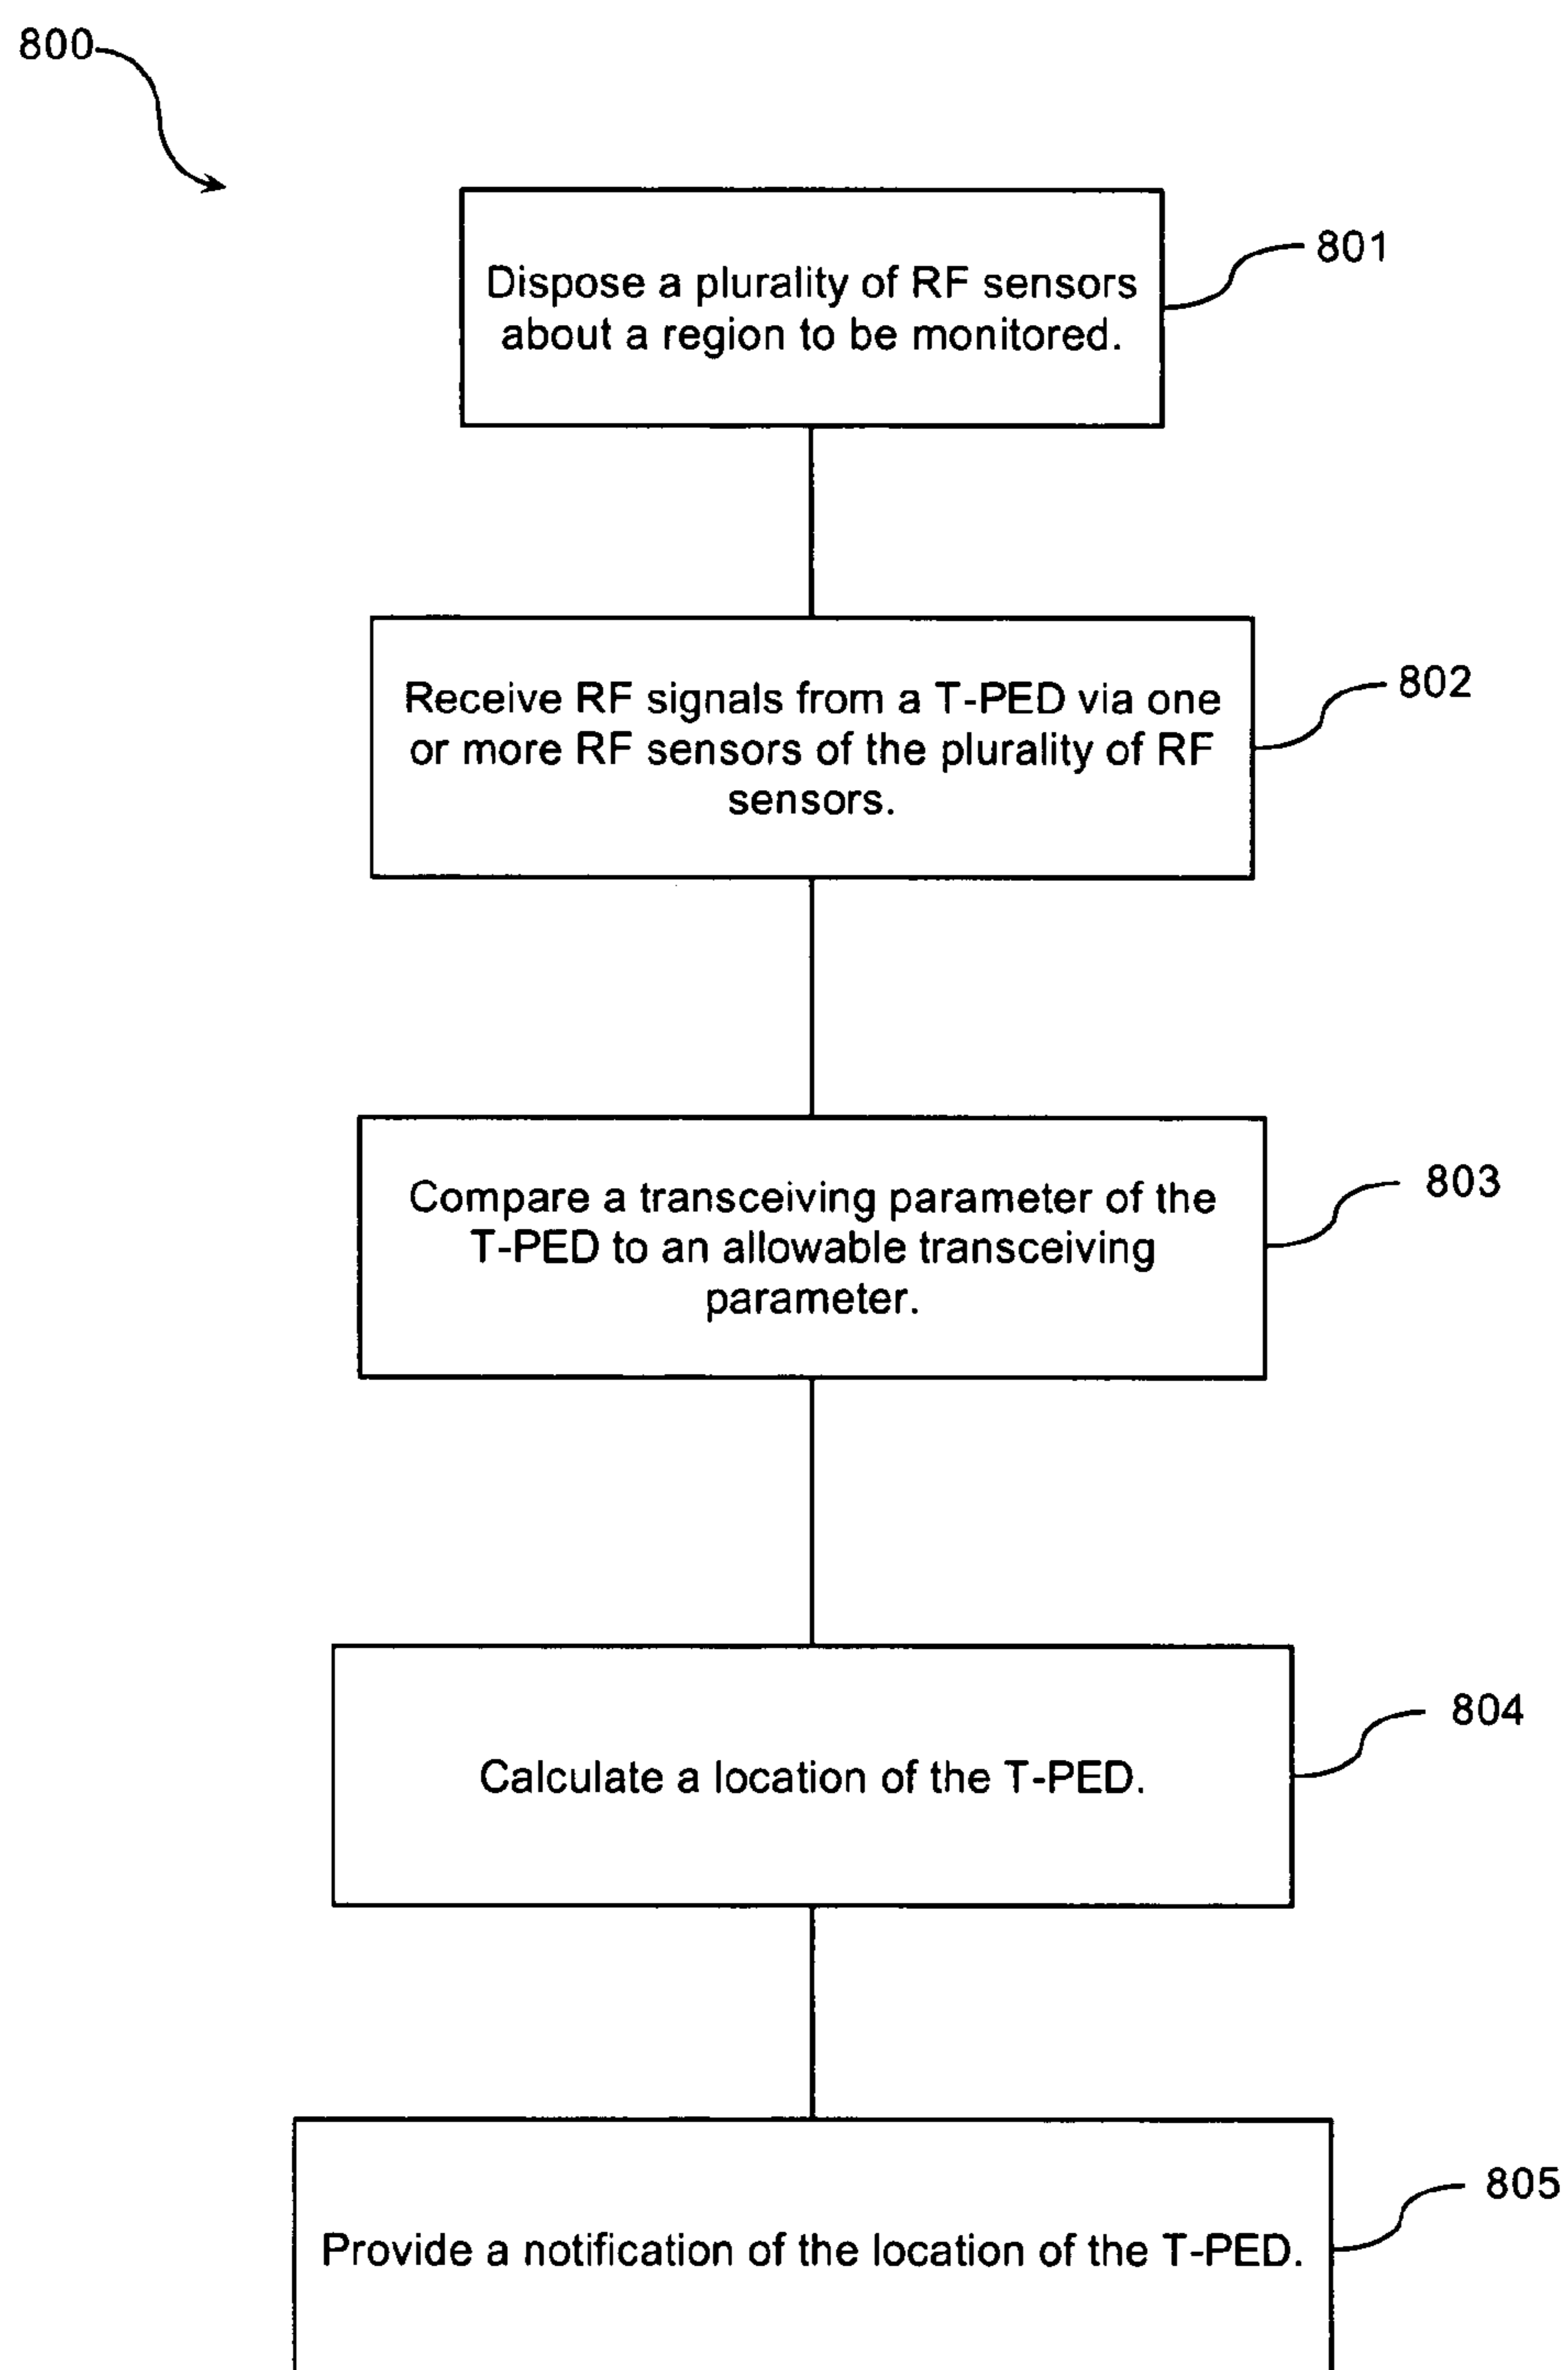 800
801
Dispose a plurality of RF sensors
about a region to be monitored.
802
Receive RF signals from a T-PED via one
or more RF sensors of the plurality of RF
sensors.
803
Compare a transceiving parameter of the
T-PED to an allowable transceiving
parameter.
804
Calculate a location of the T-PED.
805
Provide a notification of the location of the T-PED.